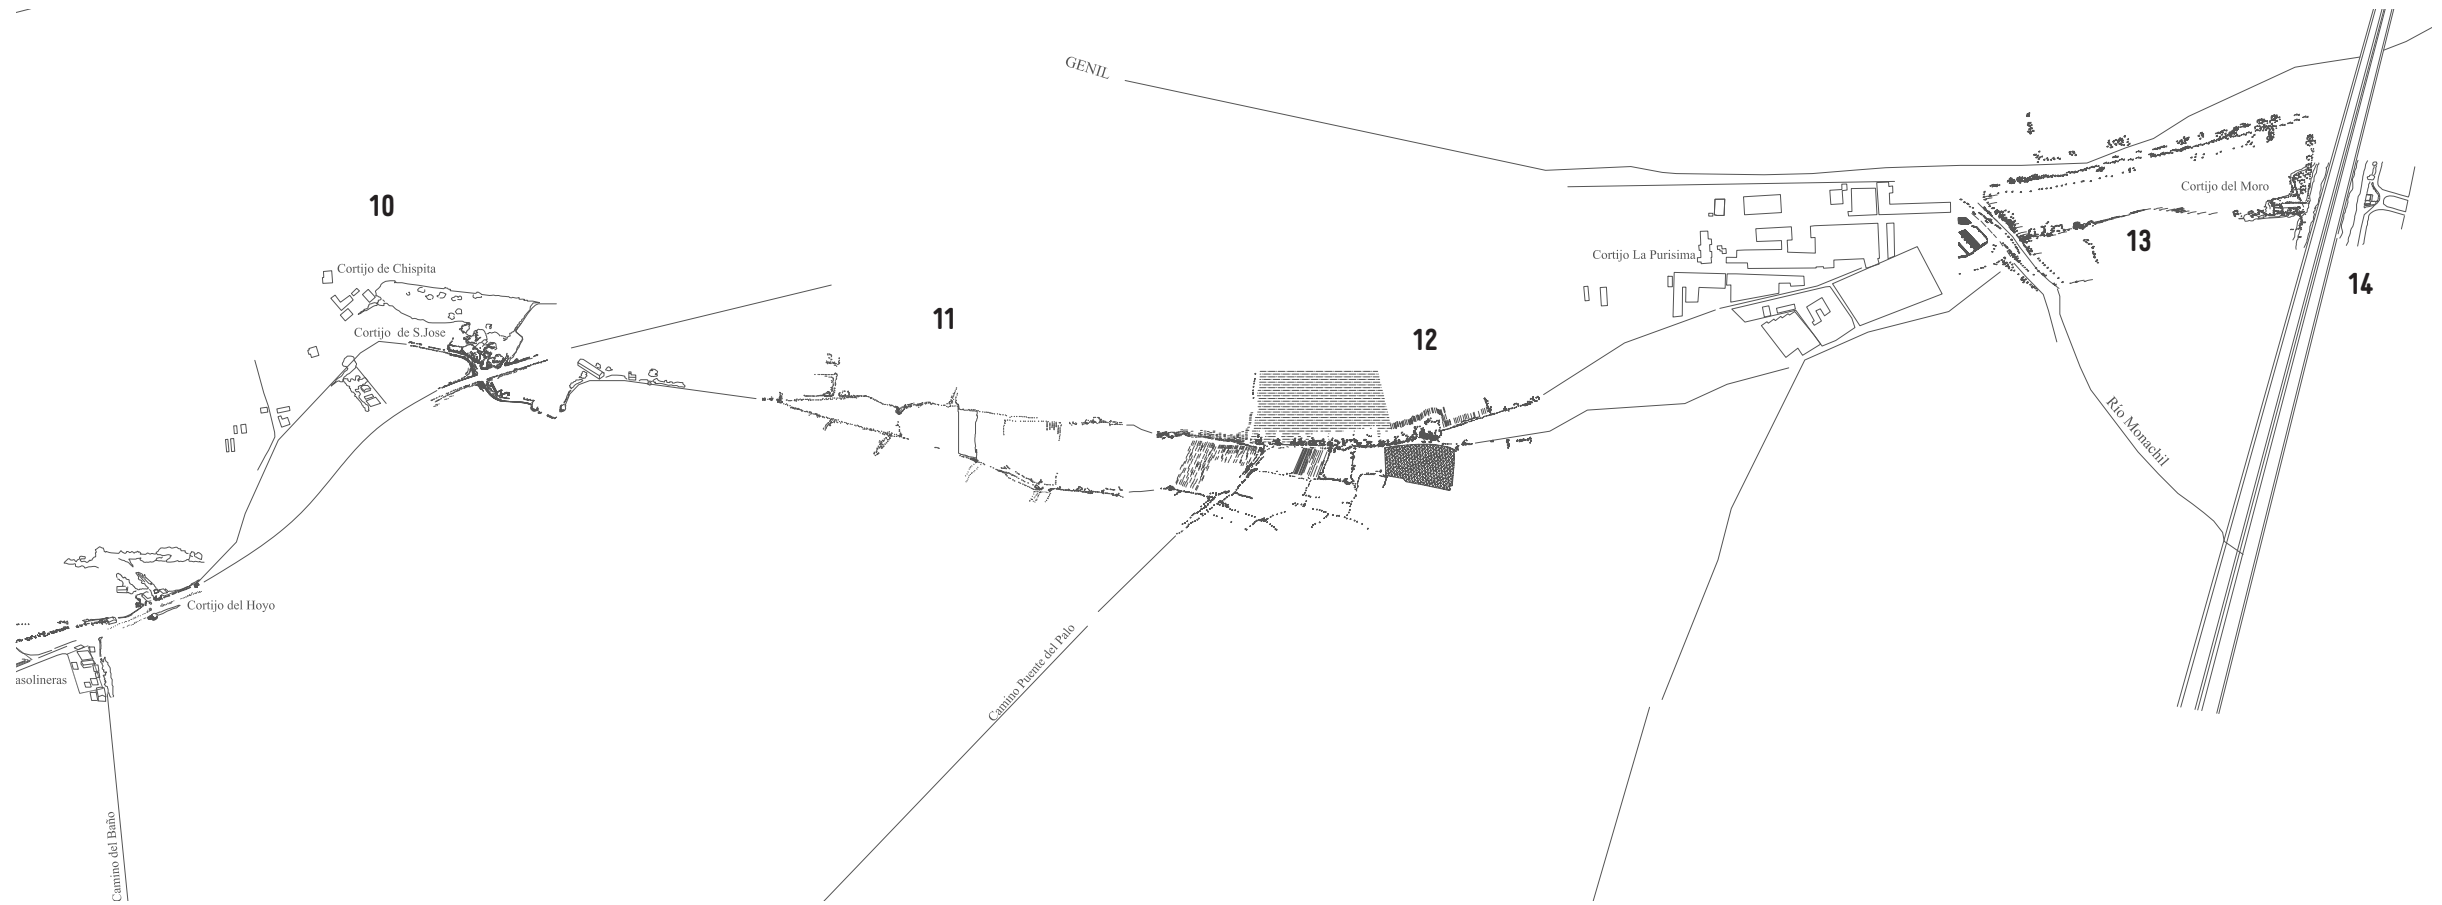 GENIL
Cortijo del Moro
10
13
Cortijo La Purisima
Cortijo de Chispita
14
11
Cortijo de S.Jose
12
Río Monachil
Cortijo del Hoyo
asolineras
Camino Puente del Palo
Camino del Baño